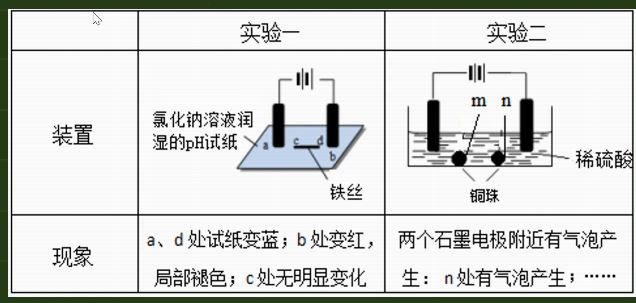 实验一
实验二
装置
氯化钠溶液润
湿的pH试纸
a
c
d
b
铁丝
m
n
稀硫酸
铜珠
现象
a、d 处试纸变蓝；b 处变红，
局部褪色；c 处无明显变化
两个石墨电极附近有气泡产
生：n 处有气泡产生；……